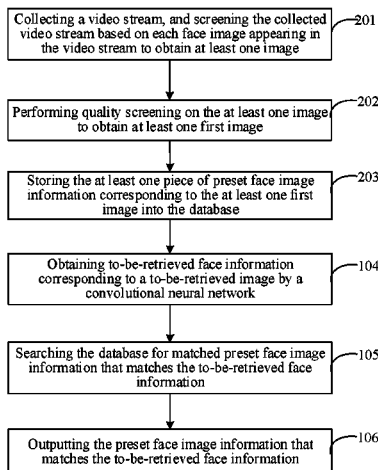 Collecting a video stream, and screening the collected
video stream based on each face image appearing in
the video stream to obtain at least one image
201
Performing quality screening on the at least one image
to obtain at least one first image
202
Storing the at least one piece of preset face image
information corresponding to the at least one first
image into the database
203
Obtaining to-be-retrieved face information
corresponding to a to-be-retrieved image by a
convolutional neural network
104
Searching the database for matched preset face image
information that matches the to-be-retrieved face
information
105
Outputting the preset face image information that
matches the to-be-retrieved face information
106